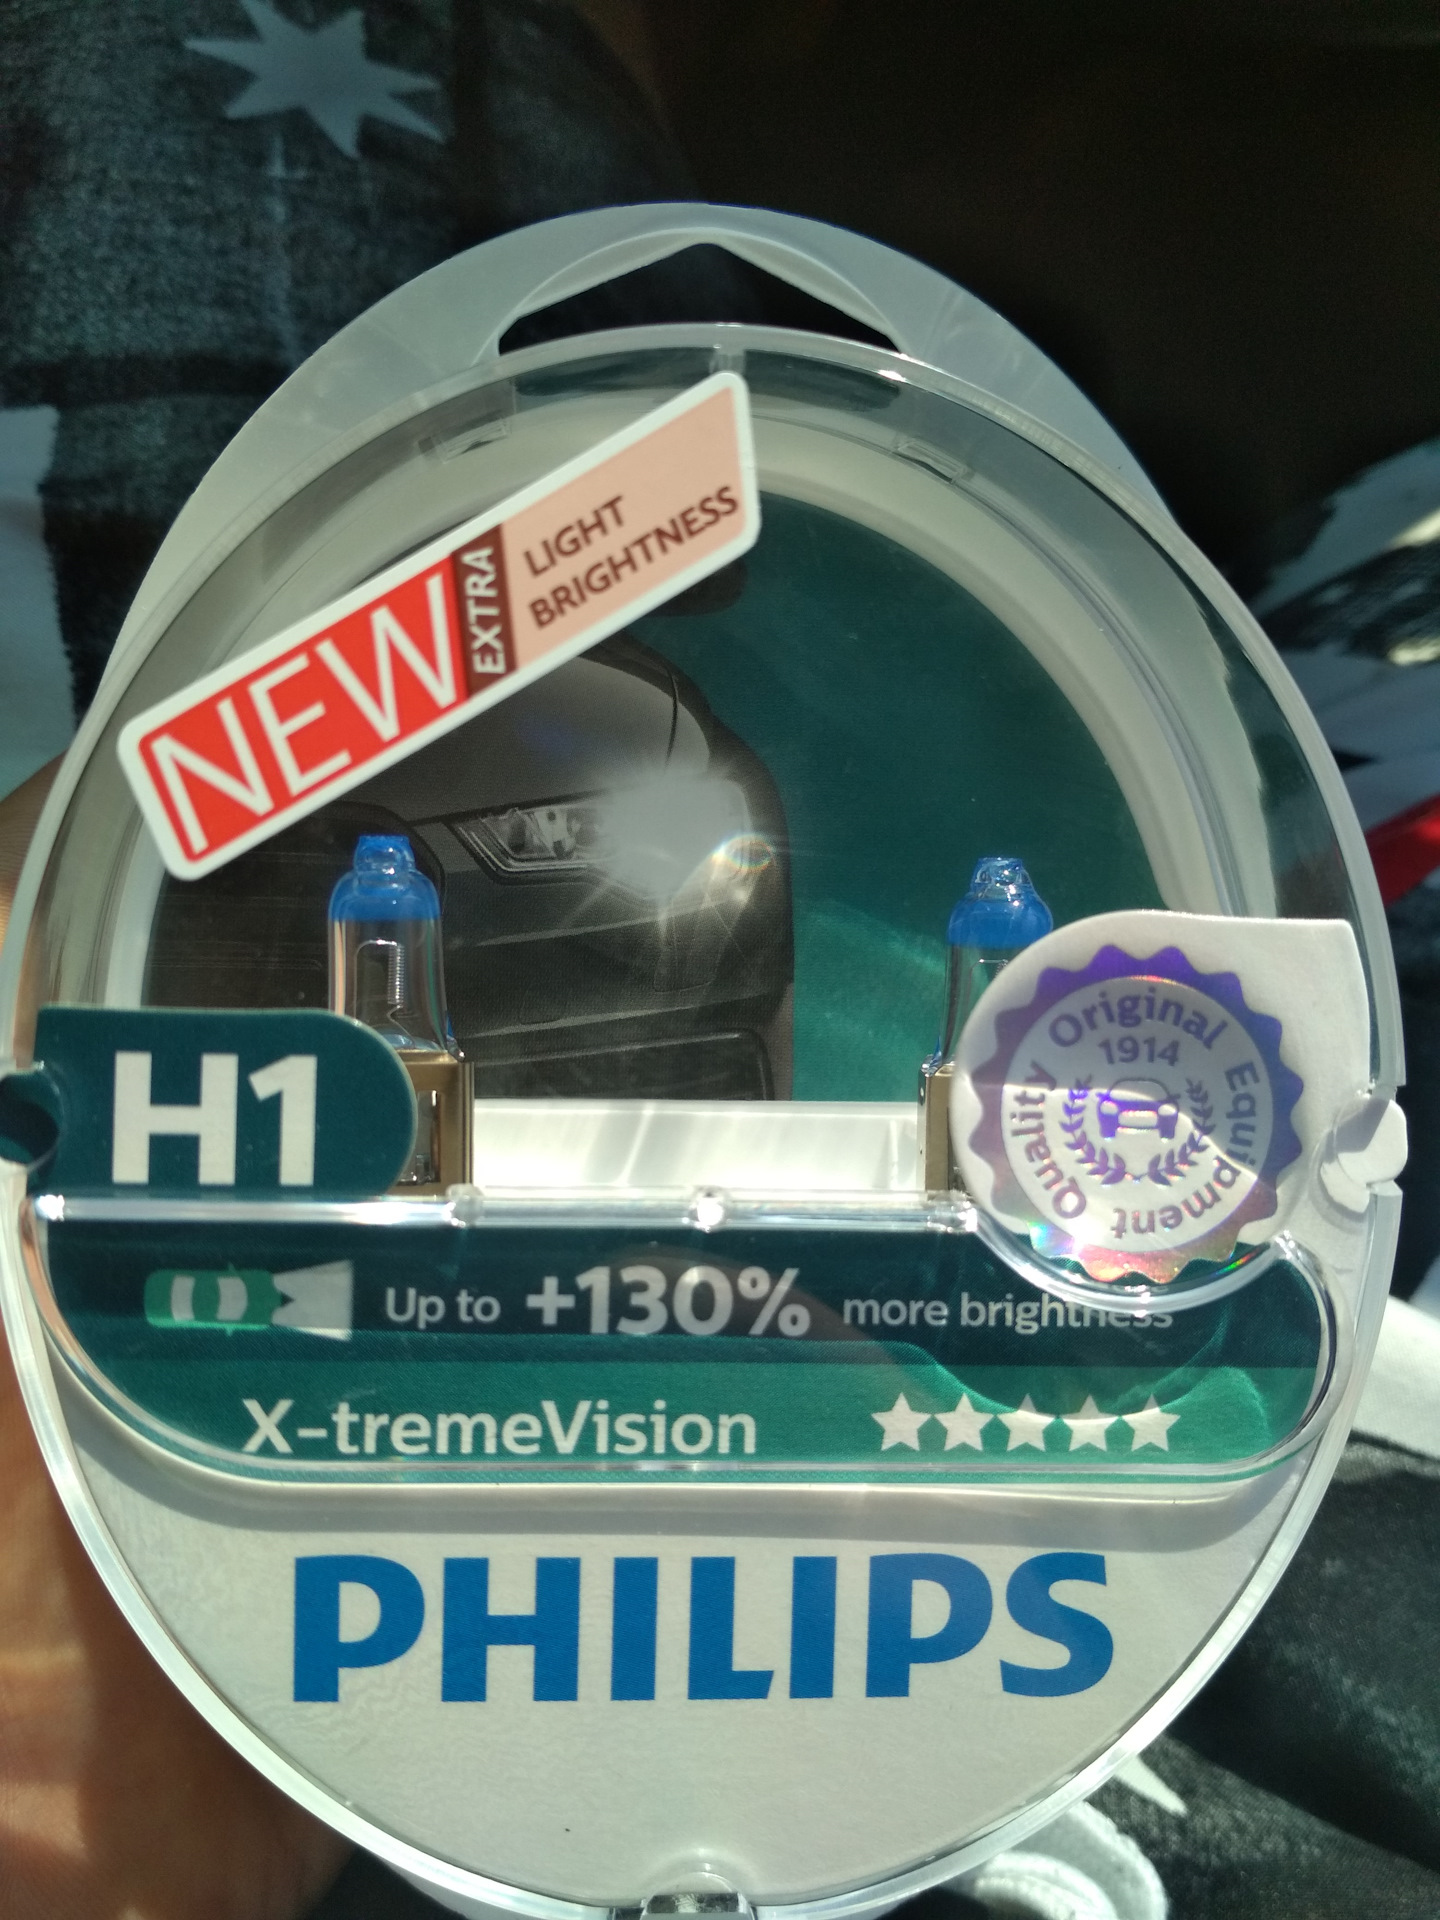 NEW EXTRA LIGHT
BRIGHTNESS
H1
Quality Original Equipment
1914
Up to +130% more brightness
X-tremeVision
PHILIPS